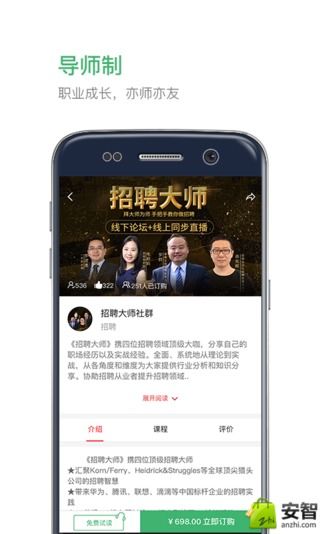 导师制
职业成长，亦师亦友
招聘大师
拜大师为师 手把手教你做招聘
线下论坛+线上同步直播
536 322 251人已订购
招聘大师社群
招聘
《招聘大师》携四位招聘领域顶级大咖，分享自己的
职场经历以及实战经验。全面、系统地从理论到实
战，从各角度和维度为大家提供行业分析和知识分
享。协助招聘从业者提升招聘领域..
展开阅读
介绍 课程 评价
《招聘大师》携四位顶级招聘大师
★汇聚Korn/Ferry、Heidrick&Struggles等全球顶尖猎头
公司的招聘智慧
★带来华为、腾讯、联想、滴滴等中国标杆企业的招聘实
践
免费试读 ¥ 698.00 立即订购
安智
anzhi.com